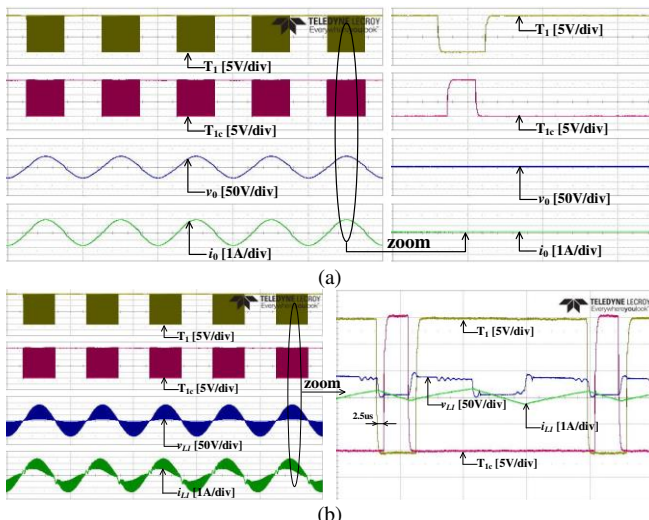 TELEDYNE LECROY
Everywhereyoulook™
T1 [5V/div]
T1 [5V/div]
T1c [5V/div]
T1c [5V/div]
v0 [50V/div]
v0 [50V/div]
i0 [1A/div]
zoom
i0 [1A/div]
(a)
TELEDYNE LECROY
Everywhereyoulook™
T1 [5V/div]
T1c [5V/div]
vL1 [50V/div]
iL1 [1A/div]
zoom
TELEDYNE LECROY
Everywhereyoulook™
T1 [5V/div]
vL1 [50V/div]
2.5us
iL1 [1A/div]
T1c [5V/div]
(b)